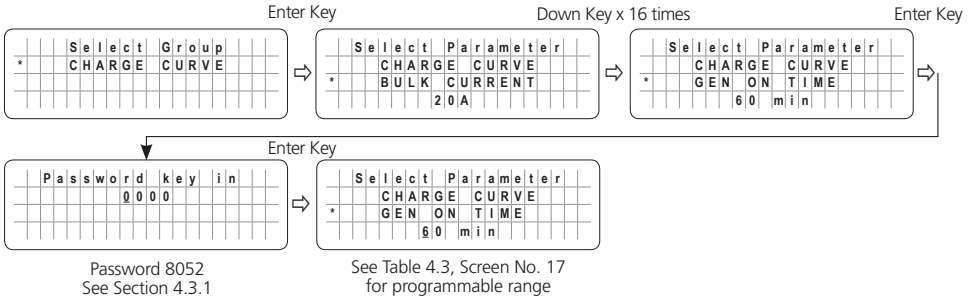 Enter Key
Down Key x 16 times
Enter Key
Select Group
* CHARGE CURVE
Select Parameter
CHARGE CURVE
* BULK CURRENT
20A
Select Parameter
CHARGE CURVE
* GEN ON TIME
60 min
Enter Key
Password key in
0000
Select Parameter
CHARGE CURVE
* GEN ON TIME
60 min
Password 8052
See Section 4.3.1
See Table 4.3, Screen No. 17
for programmable range